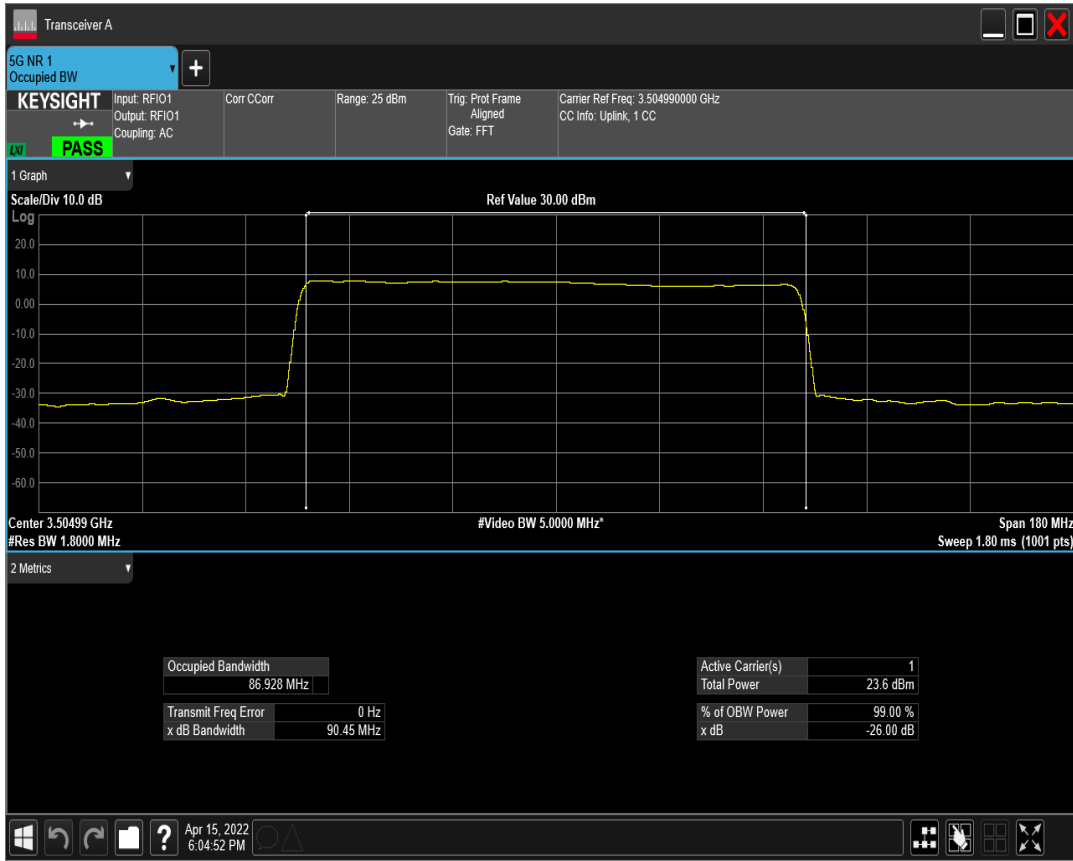 Transceiver A
5G NR 1
Occupied BW
KEYSIGHT
LXI
PASS
Input: RFIO1
Output: RFIO1
Coupling: AC
Corr CCorr
Range: 25 dBm
Trig: Prot Frame
Aligned
Gate: FFT
Carrier Ref Freq: 3.504990000 GHz
CC Info: Uplink, 1 CC
1 Graph
Scale/Div 10.0 dB
Ref Value 30.00 dBm
Log
20.0
10.0
0.00
-10.0
-20.0
-30.0
-40.0
-50.0
-60.0
Center 3.50499 GHz
#Video BW 5.0000 MHz*
Span 180 MHz
#Res BW 1.8000 MHz
Sweep 1.80 ms (1001 pts)
2 Metrics
Occupied Bandwidth
86.928 MHz
Transmit Freq Error 0 Hz
x dB Bandwidth 90.45 MHz
Active Carrier(s) 1
Total Power 23.6 dBm
% of OBW Power 99.00 %
x dB -26.00 dB
?
Apr 15, 2022
6:04:52 PM